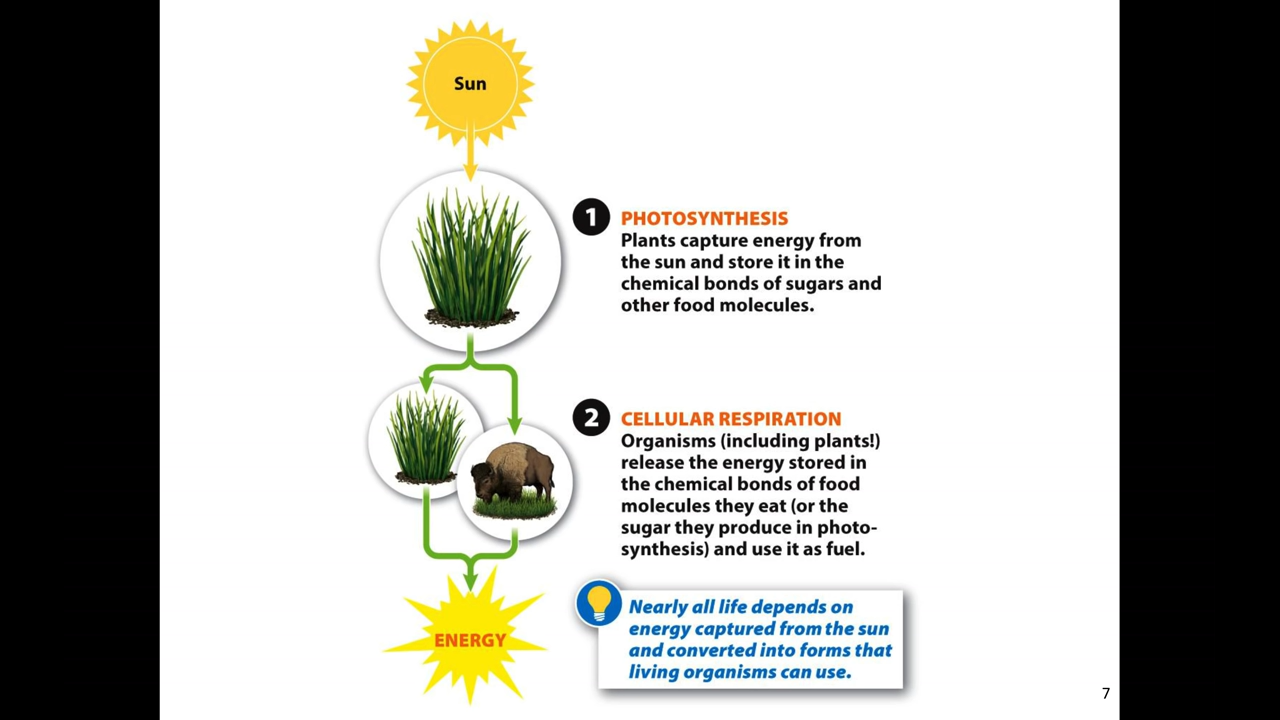 Sun
1
PHOTOSYNTHESIS
Plants capture energy from
the sun and store it in the
chemical bonds of sugars and
other food molecules.
2
CELLULAR RESPIRATION
Organisms (including plants!)
release the energy stored in
the chemical bonds of food
molecules they eat (or the
sugar they produce in photo-
synthesis) and use it as fuel.
ENERGY
Nearly all life depends on
energy captured from the sun
and converted into forms that
living organisms can use.
7